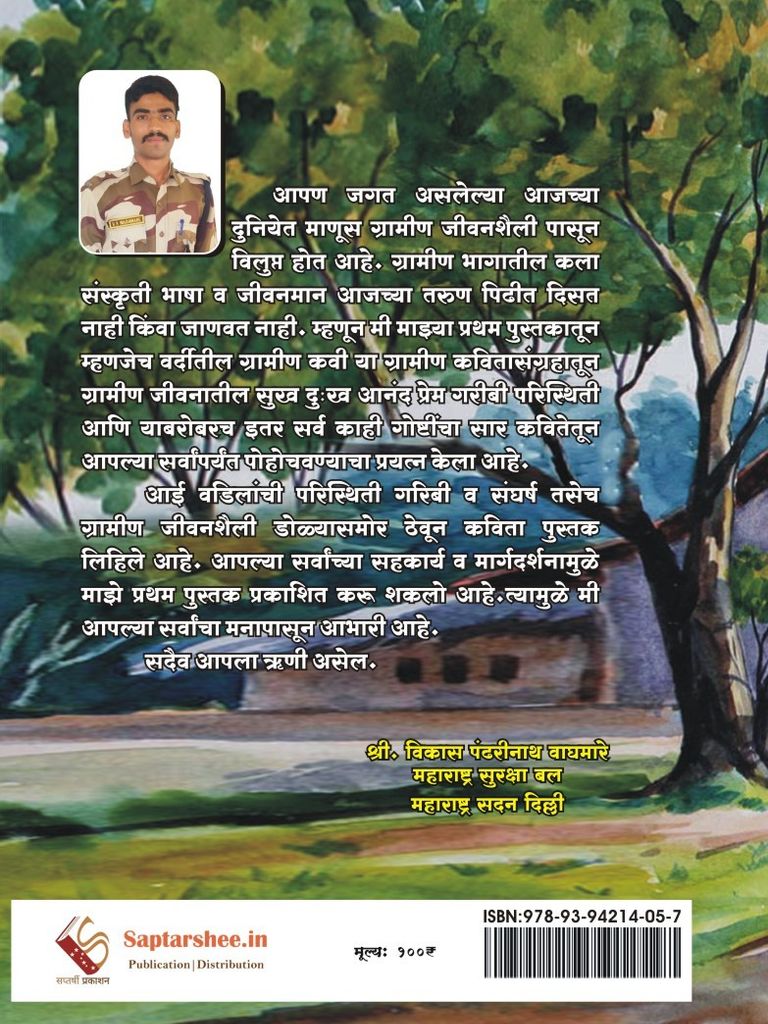 आपण जगत असलेल्या आजच्या
दुनियेत माणूस ग्रामीण जीवनशैली पासून
विलुप्त होत आहे. ग्रामीण भागातील कला
संस्कृती भाषा व जीवनमान आजच्या तरुण पिढीत दिसत
नाही किंवा जाणवत नाही. म्हणून मी माझ्या प्रथम पुस्तकातून
म्हणजेच वर्दीतील ग्रामीण कवी या ग्रामीण कवितासंग्रहातून
ग्रामीण जीवनातील सुख दुःख आनंद प्रेम गरीबी परिस्थिती
आणि याबरोबरच इतर सर्व काही गोष्टींचा सार कवितेतून
आपल्या सर्वांपर्यंत पोहोचवण्याचा प्रयत्न केला आहे.
आई वडिलांची परिस्थिती गरिबी व संघर्ष तसेच
ग्रामीण जीवनशैली डोळ्यासमोर ठेवून कविता पुस्तक
लिहिले आहे. आपल्या सर्वांच्या सहकार्य व मार्गदर्शनामुळे
माझे प्रथम पुस्तक प्रकाशित करू शकलो आहे.त्यामुळे मी
आपल्या सर्वांचा मनापासून आभारी आहे.
सदैव आपला ऋणी असेल.
श्री. विकास पंढरीनाथ वाघमारे
महाराष्ट्र सुरक्षा बल
महाराष्ट्र सदन दिल्ली
सप्तर्षी प्रकाशन
Saptarshee.in
Publication|Distribution
मूल्य: १००₹
ISBN:978-93-94214-05-7